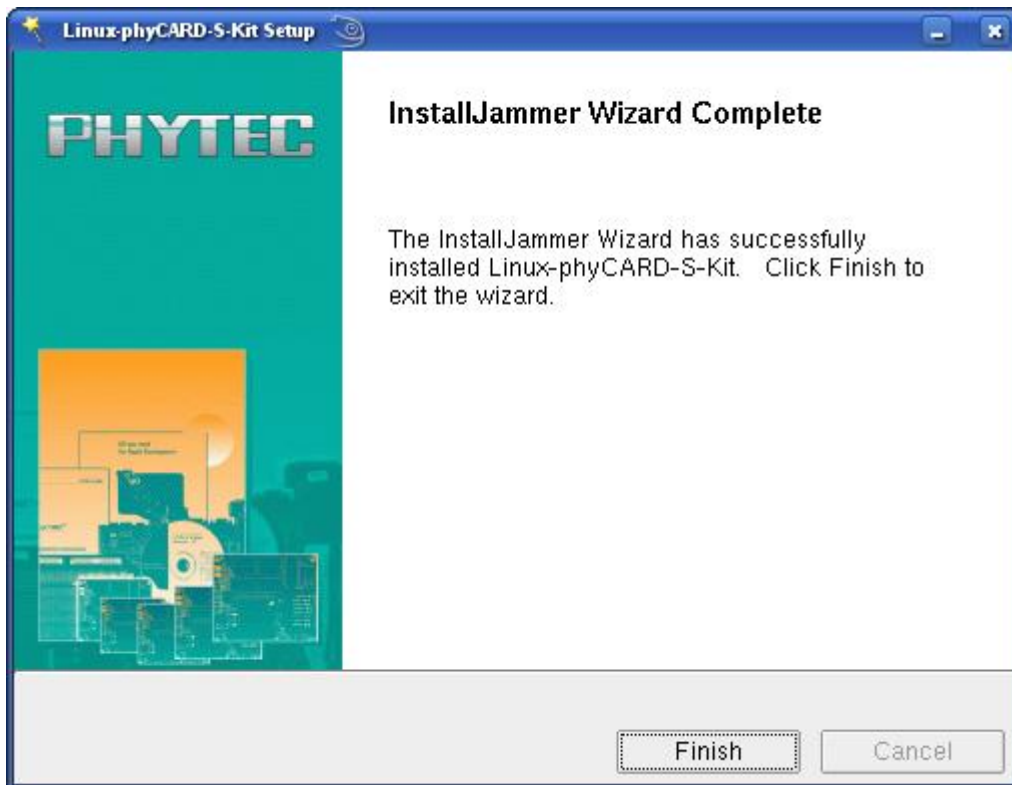 Linux-phyCARD-S-Kit Setup
PHYTEC
InstallJammer Wizard Complete
The InstallJammer Wizard has successfully
installed Linux-phyCARD-S-Kit. Click Finish to
exit the wizard.
Finish
Cancel